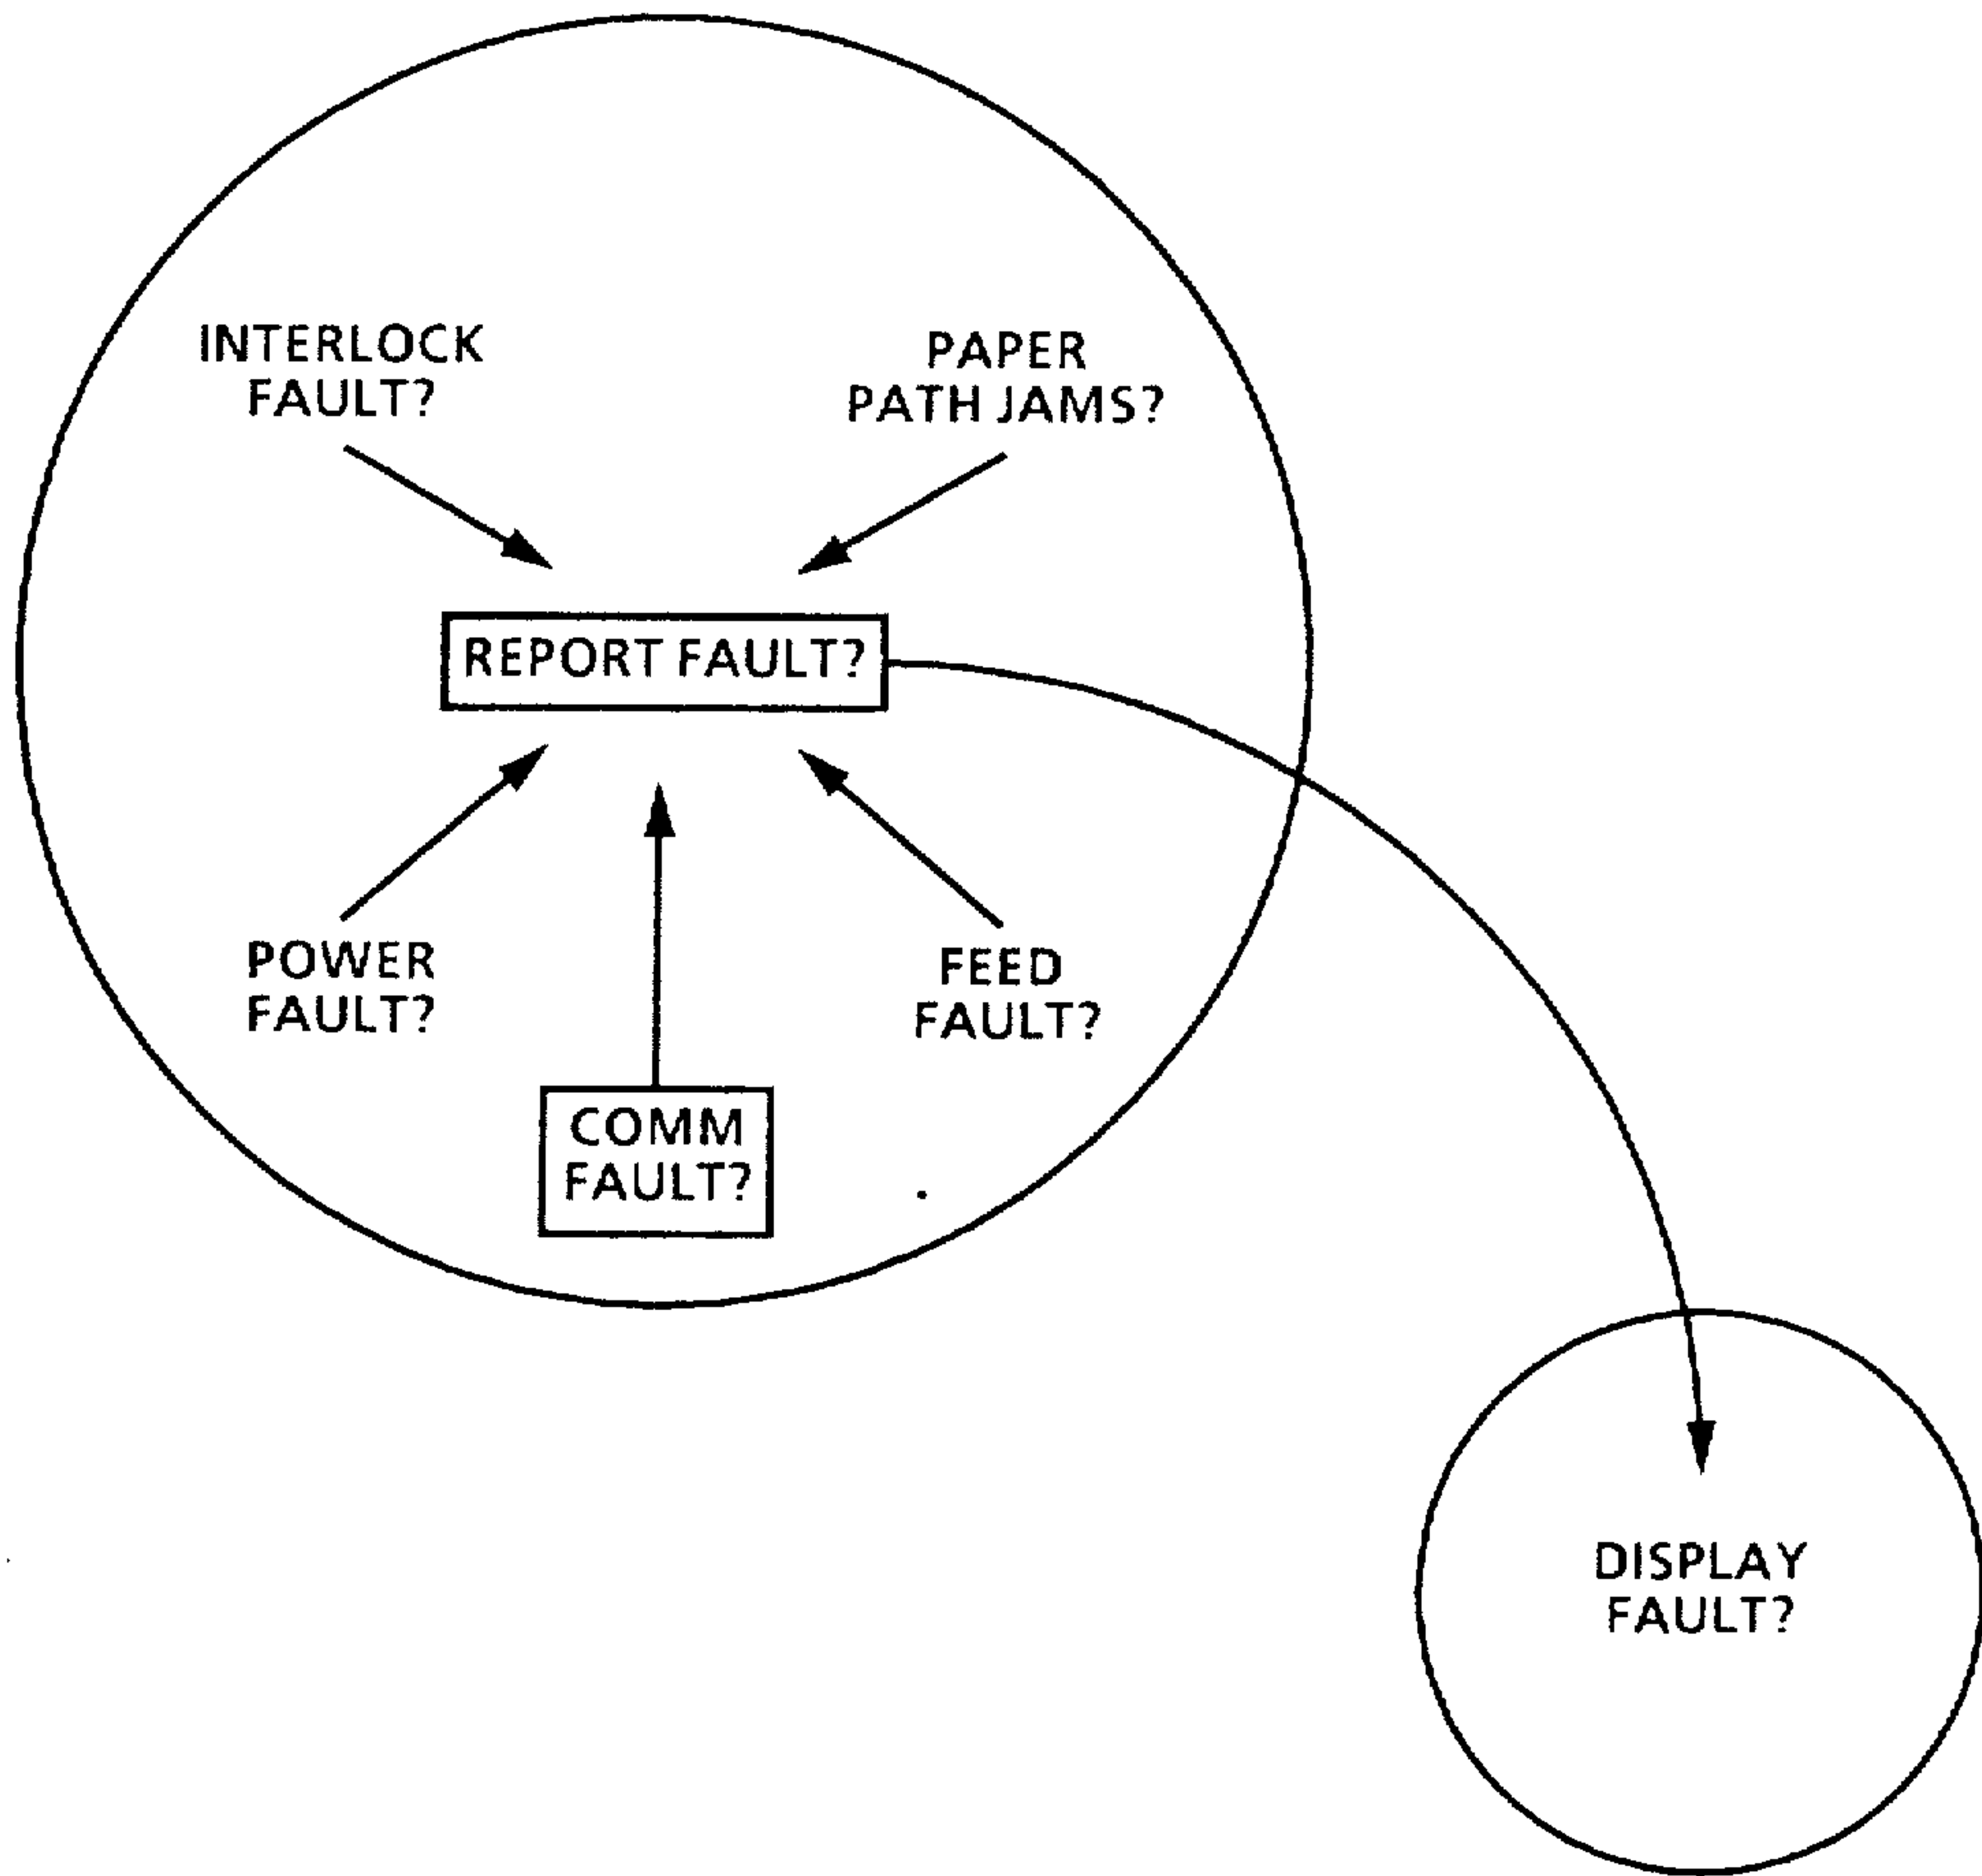 INTERLOCK
FAULT?
PAPER
PATH JAMS?
REPORT FAULT?
POWER
FAULT?
FEED
FAULT?
COMM
FAULT?
DISPLAY
FAULT?